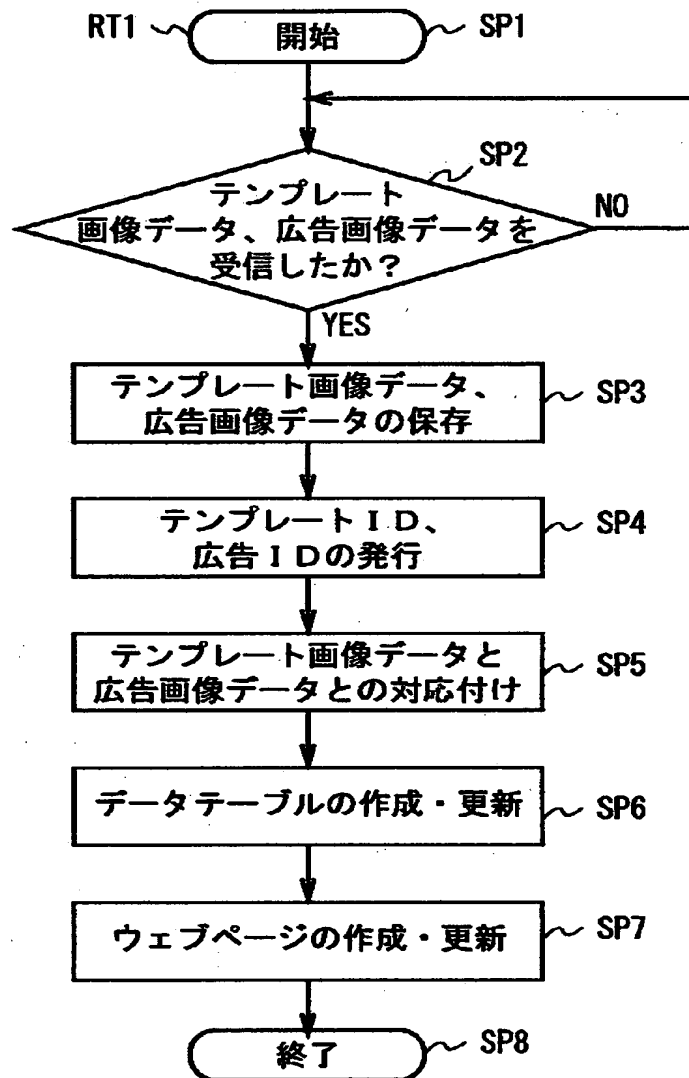 RT1 開始 SP1
SP2
テンプレート
画像データ、広告画像データを
受信したか？
NO
YES
テンプレート画像データ、
広告画像データの保存
SP3
テンプレートＩＤ、
広告ＩＤの発行
SP4
テンプレート画像データと
広告画像データとの対応付け
SP5
データテーブルの作成・更新 SP6
ウェブページの作成・更新 SP7
終了 SP8